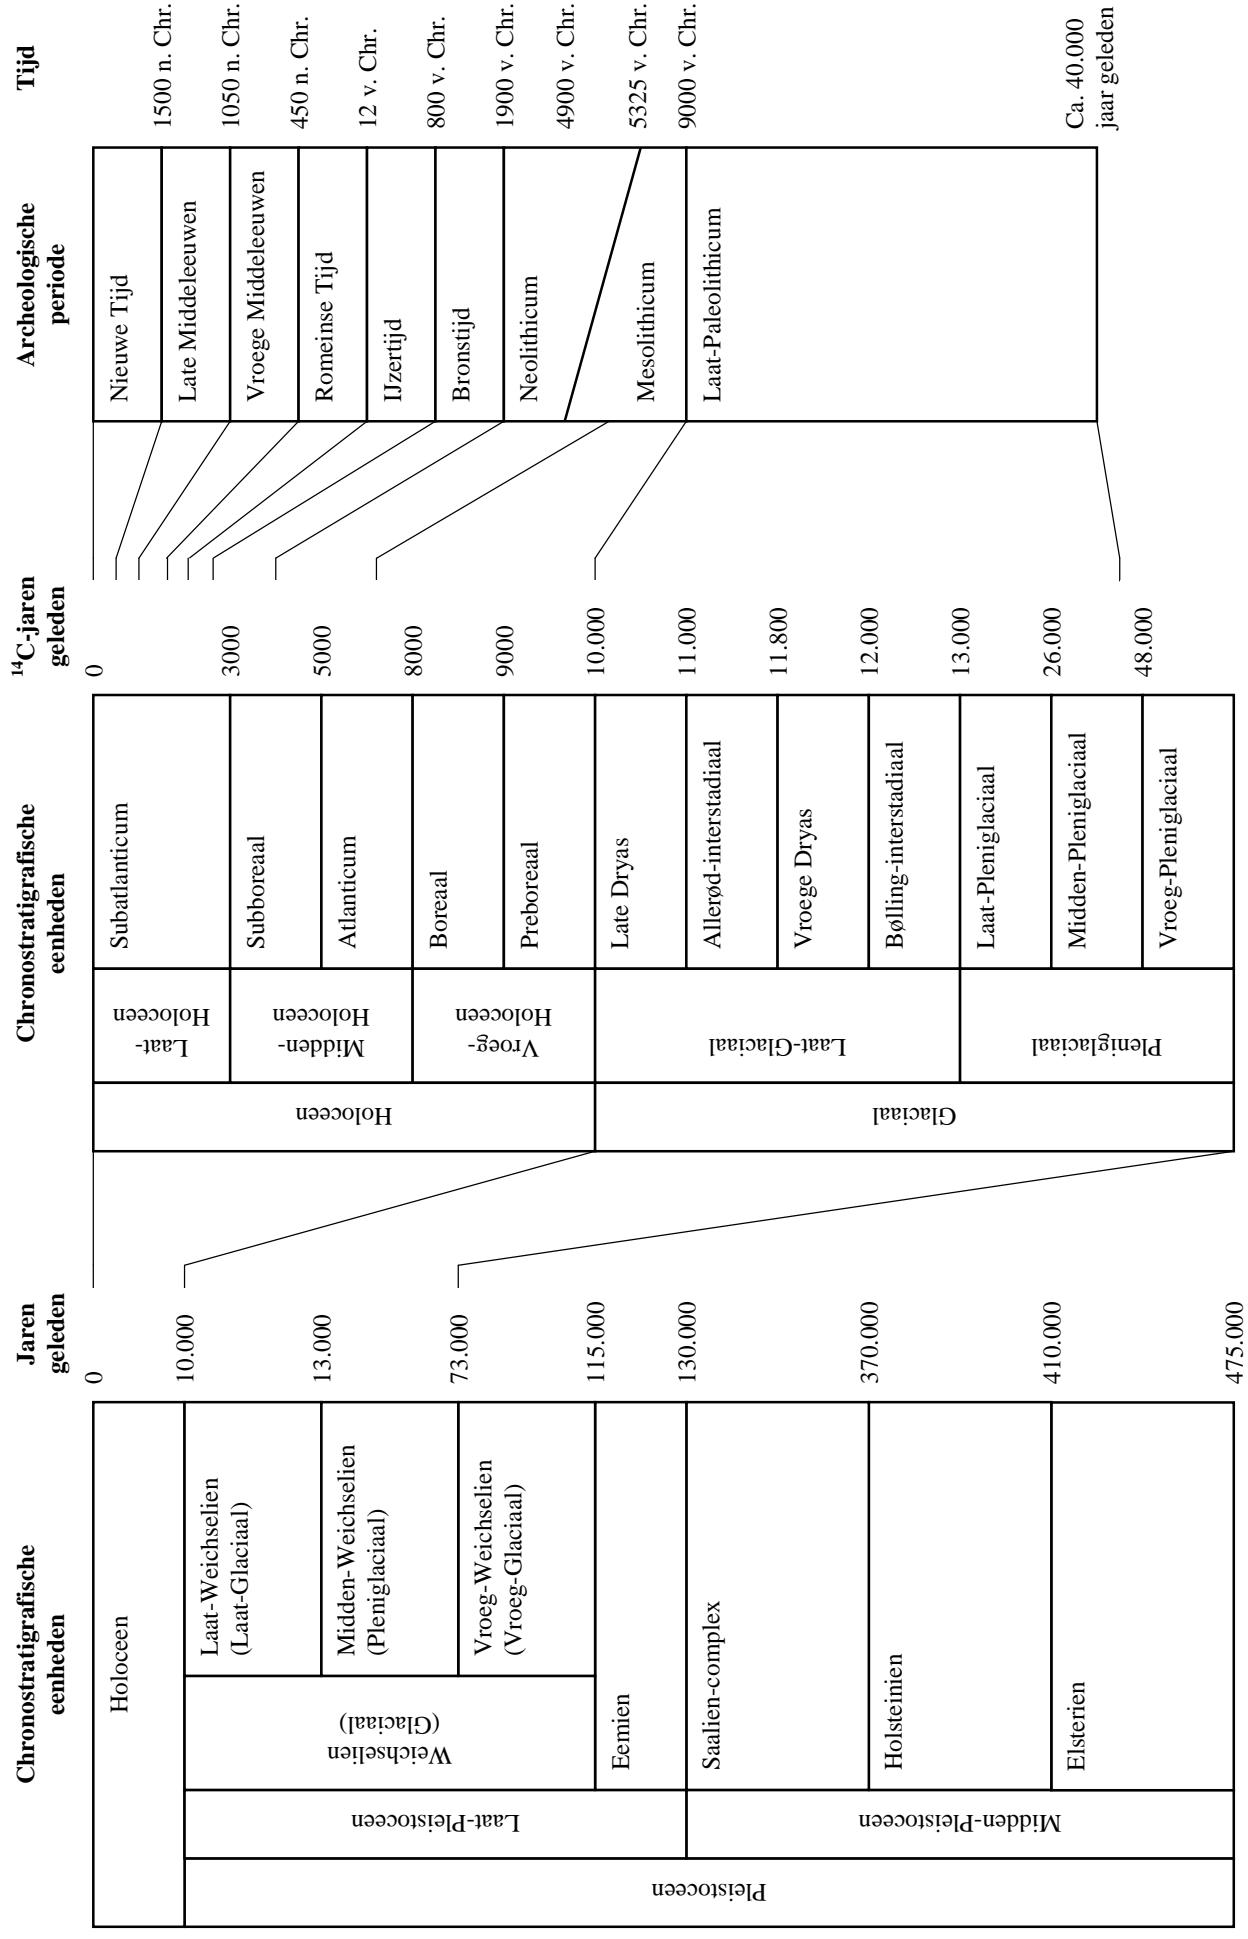 Chronostratigrafische
eenheden
Jaren
geleden
Chronostratigrafische
eenheden
¹⁴C-jaren
geleden
Archeologische
periode
Tijd
Holoceen
Pleistoceen
Laat-Pleistoceen
Midden-Pleistoceen
Weichselien
(Glaciaal)
Laat-Weichselien
(Laat-Glaciaal)
Midden-Weichselien
(Pleniglaciaal)
Vroeg-Weichselien
(Vroeg-Glaciaal)
Eemien
Saalien-complex
Holsteinien
Elsterien
0
10.000
13.000
73.000
115.000
130.000
370.000
410.000
475.000
Holoceen
Glaciaal
Laat-
Holoceen
Midden-
Holoceen
Vroeg-
Holoceen
Laat-Glaciaal
Pleniglaciaal
Subatlanticum
Subboreaal
Atlanticum
Boreaal
Preboreaal
Late Dryas
Allerød-interstadiaal
Vroege Dryas
Bølling-interstadiaal
Laat-Pleniglaciaal
Midden-Pleniglaciaal
Vroeg-Pleniglaciaal
0
3000
5000
8000
9000
10.000
11.000
11.800
12.000
13.000
26.000
48.000
Nieuwe Tijd
Late Middeleeuwen
Vroege Middeleeuwen
Romeinse Tijd
IJzertijd
Bronstijd
Neolithicum
Mesolithicum
Laat-Paleolithicum
1500 n. Chr.
1050 n. Chr.
450 n. Chr.
12 v. Chr.
800 v. Chr.
1900 v. Chr.
4900 v. Chr.
5325 v. Chr.
9000 v. Chr.
Ca. 40.000
jaar geleden